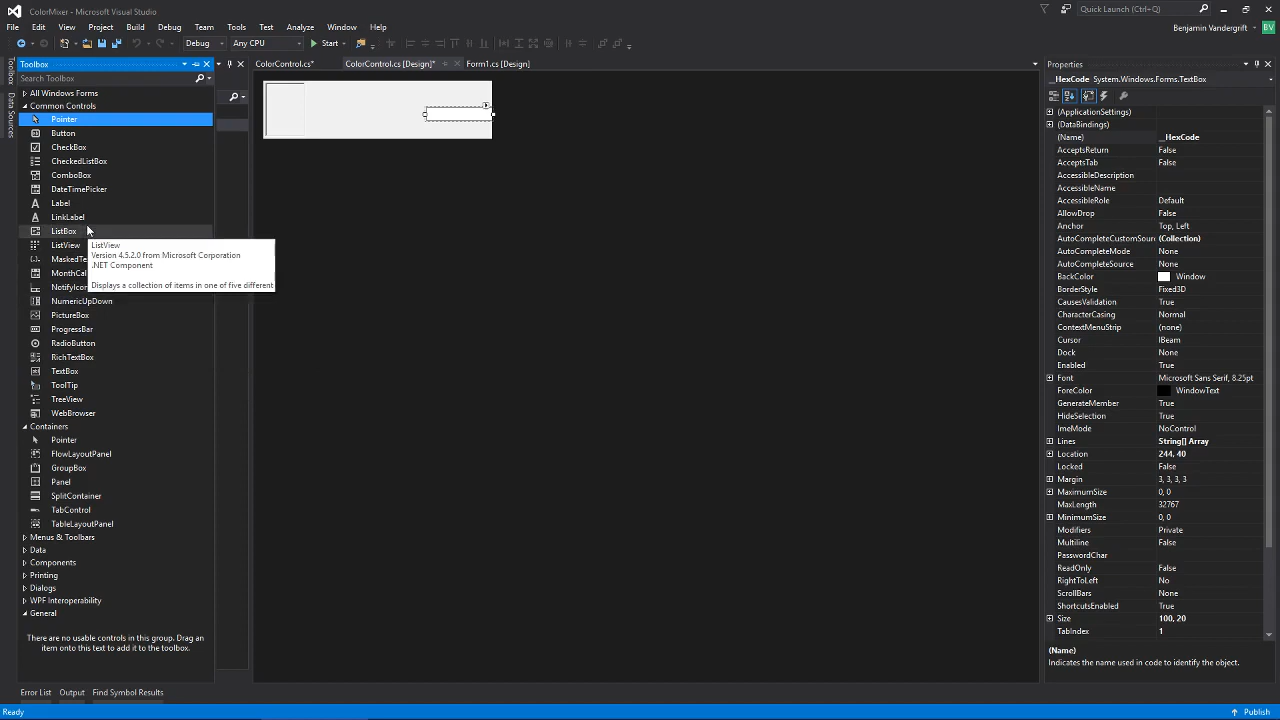 ColorMixer - Microsoft Visual Studio
Quick Launch (Ctrl+Q)
File Edit View Project Build Debug Team Tools Test Analyze Window Help
Benjamin Vandergrift BV
Debug Any CPU Start
Toolbox
Data Sources
Toolbox
Search Toolbox
All Windows Forms
Common Controls
Pointer
Button
CheckBox
CheckedListBox
ComboBox
DateTimePicker
Label
LinkLabel
ListBox
ListView
MaskedTe
MonthCal
NotifyIco
NumericUpDown
PictureBox
ProgressBar
RadioButton
RichTextBox
TextBox
ToolTip
TreeView
WebBrowser
Containers
Pointer
FlowLayoutPanel
GroupBox
Panel
SplitContainer
TabControl
TableLayoutPanel
Menus & Toolbars
Data
Components
Printing
Dialogs
WPF Interoperability
General
There are no usable controls in this group. Drag an
item onto this text to add it to the toolbox.
ListView
Version 4.5.2.0 from Microsoft Corporation
.NET Component
Displays a collection of items in one of five different
ColorControl.cs* ColorControl.cs [Design]* Form1.cs [Design]
Properties
__HexCode System.Windows.Forms.TextBox
(ApplicationSettings)
(DataBindings)
(Name) __HexCode
AcceptsReturn False
AcceptsTab False
AccessibleDescription
AccessibleName
AccessibleRole Default
AllowDrop False
Anchor Top, Left
AutoCompleteCustomSour (Collection)
AutoCompleteMode None
AutoCompleteSource None
BackColor Window
BorderStyle Fixed3D
CausesValidation True
CharacterCasing Normal
ContextMenuStrip (none)
Cursor IBeam
Dock None
Enabled True
Font Microsoft Sans Serif, 8.25pt
ForeColor WindowText
GenerateMember True
HideSelection True
ImeMode NoControl
Lines String[] Array
Location 244, 40
Locked False
Margin 3, 3, 3, 3
MaximumSize 0, 0
MaxLength 32767
MinimumSize 0, 0
Modifiers Private
Multiline False
PasswordChar
ReadOnly False
RightToLeft No
ScrollBars None
ShortcutsEnabled True
Size 100, 20
TabIndex 1
(Name)
Indicates the name used in code to identify the object.
Error List Output Find Symbol Results
Ready
Publish